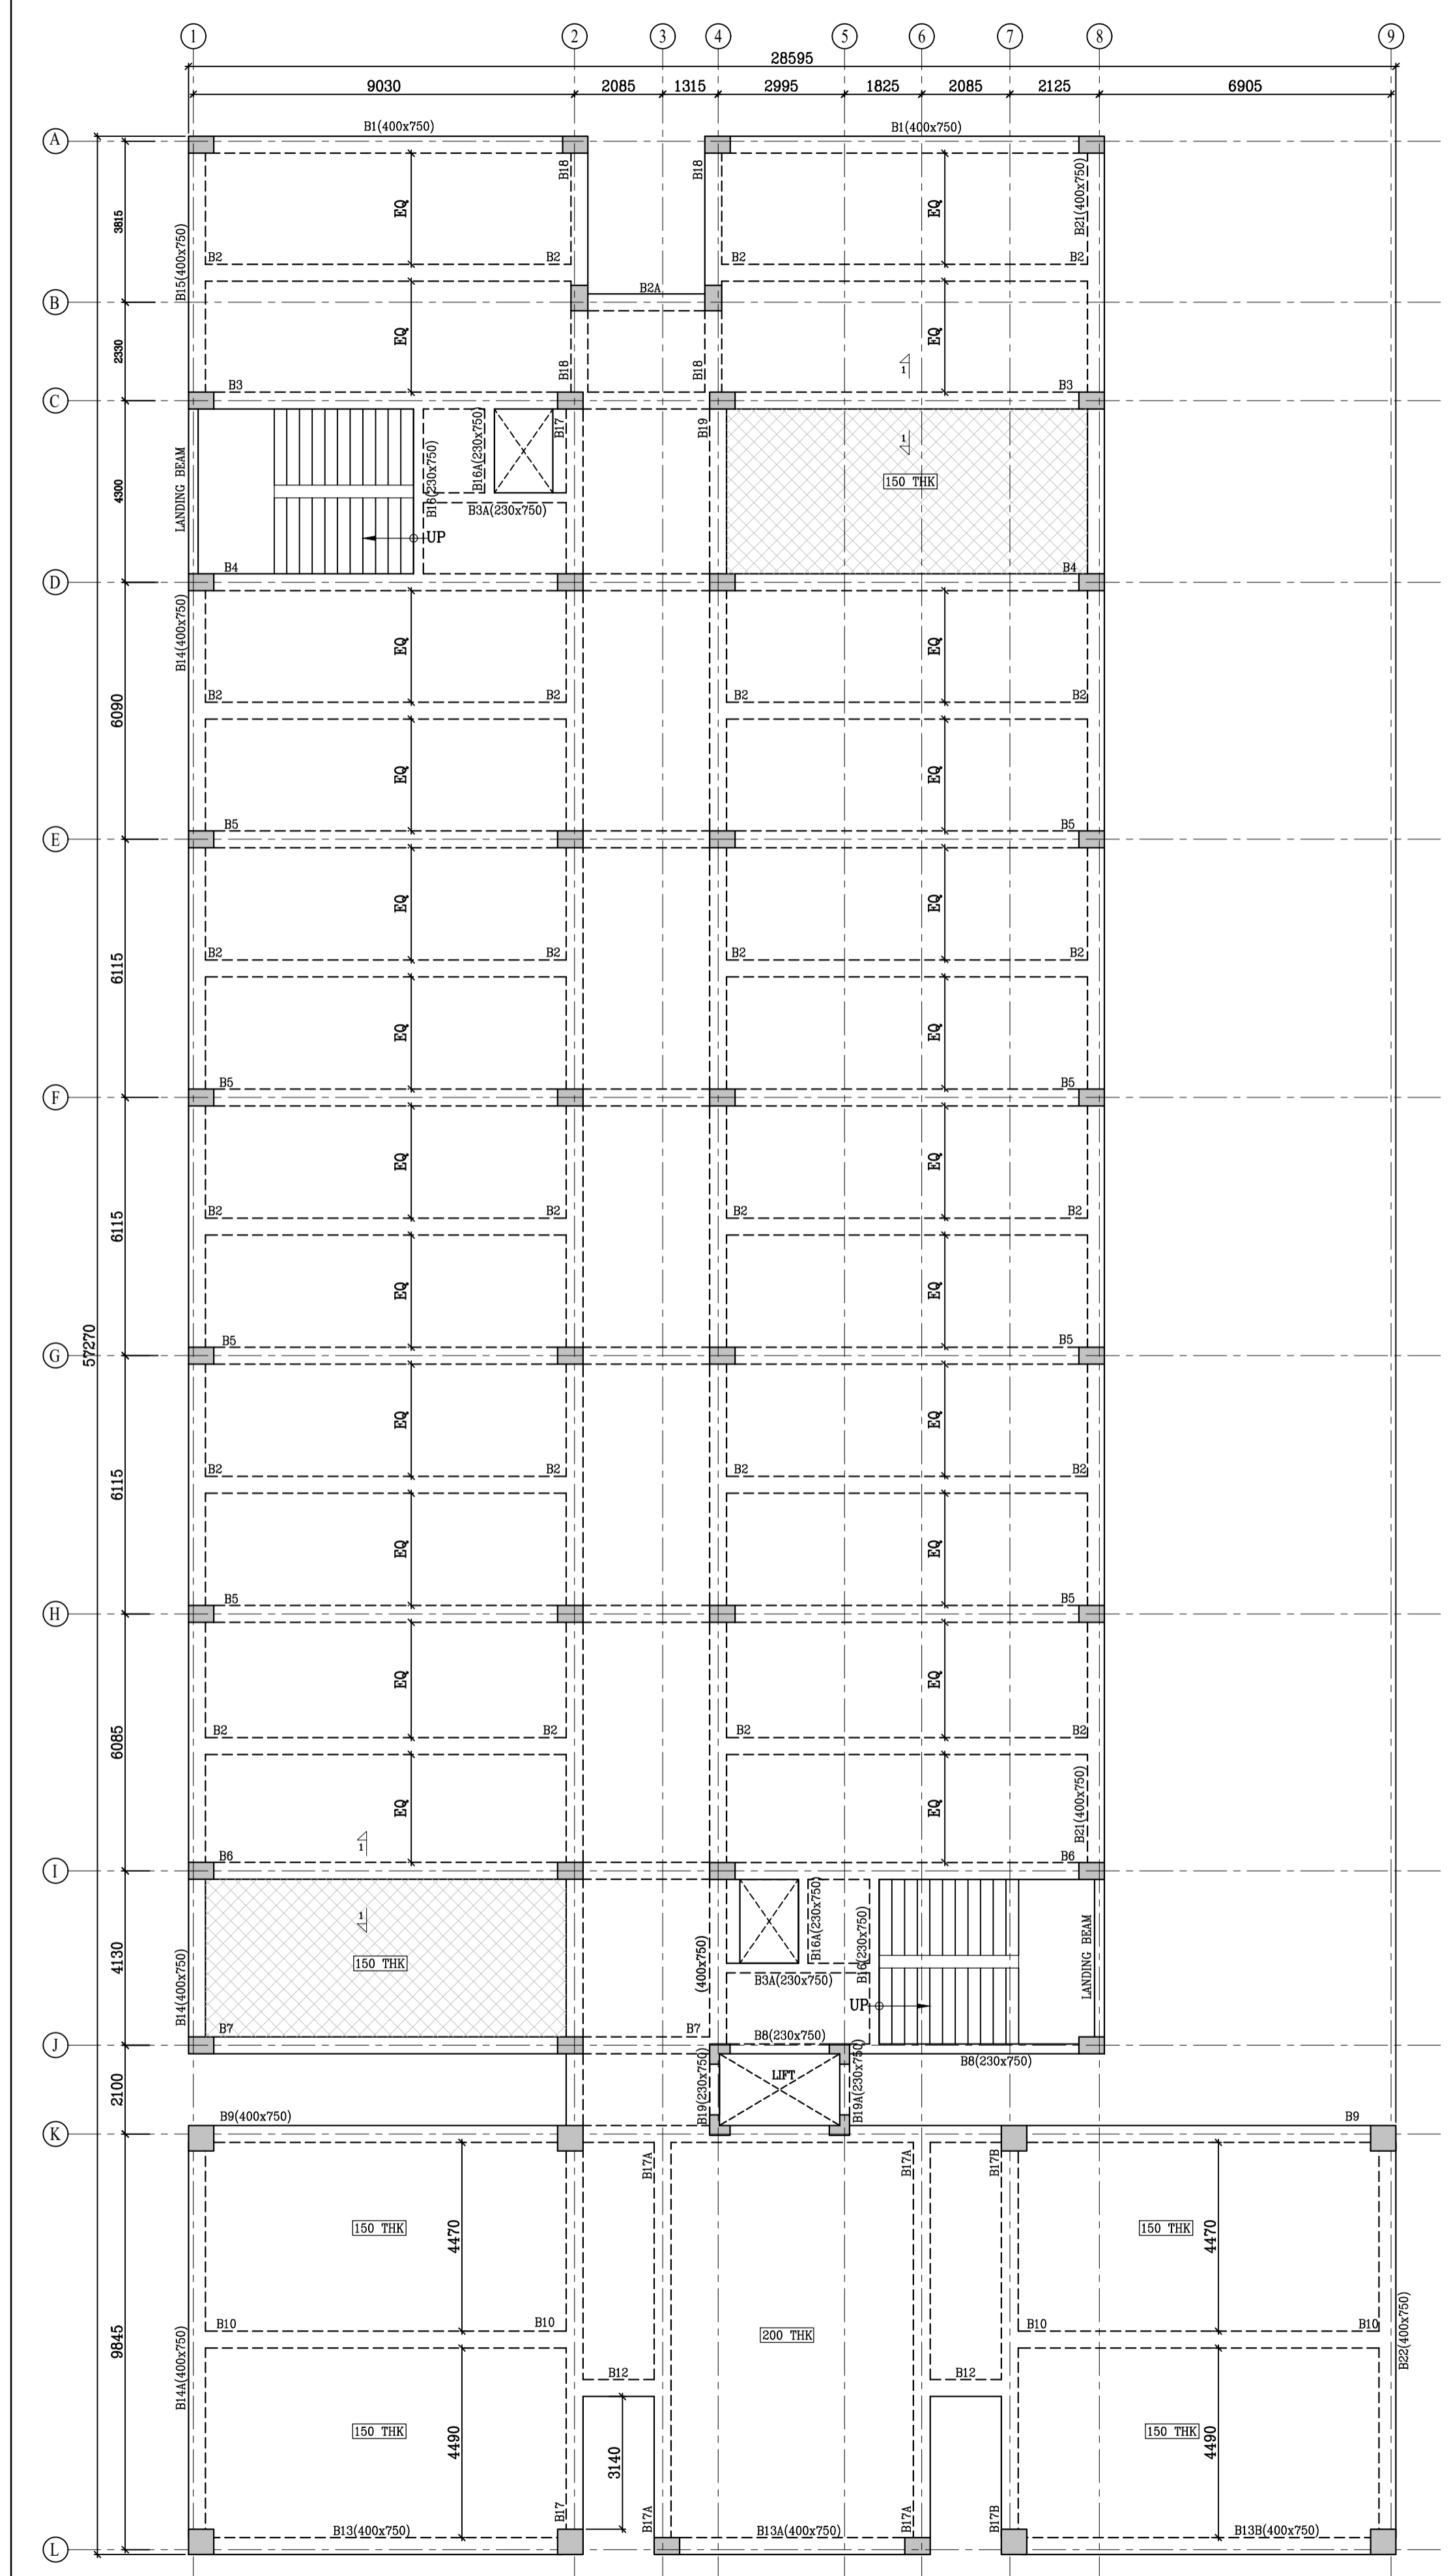 1 2 3 4 5 6 7 8 9
28595
9030 2085 1315 2995 1825 2085 2125 6905
B1(400x750) B1(400x750)
A
B18 B18 B21(400x750)
3815 EQ. EQ.
B15(400x750)
B2 B2 B2 B2
B2A
B
2330 EQ. EQ.
1
B18 B18
B3 B3
C
B17 B19
B16(230x750) B16A(230x750)
1
LANDING BEAM
4300
150 THK
B3A(230x750)
UP
B4 B4
D
B14(400x750)
EQ. EQ.
B2 B2 B2 B2
6090
EQ. EQ.
B5 B5
E
EQ. EQ.
B2 B2 B2 B2
6115
EQ. EQ.
B5 B5
F
EQ. EQ.
B2 B2 B2 B2
6115
EQ. EQ.
B5 B5
G
57270
EQ. EQ.
B2 B2 B2 B2
6115
EQ. EQ.
B5 B5
H
EQ. EQ.
B2 B2 B2 B2
6085
EQ. EQ.
B21(400x750)
1
B6 B6
I
1
B16A(230x750) B16(230x750)
LANDING BEAM
4130
150 THK
(400x750)
B3A(230x750)
B14(400x750)
UP
B7 B7
B8(230x750)
J
B8(230x750)
LIFT
2100
B19(230x750) B19A(230x750)
B9(400x750) B9
K
B17A B17A B17B
150 THK 4470 150 THK 4470
B10 B10 B10 B10
9845
200 THK
B22(400x750)
B14A(400x750)
B12 B12
150 THK 4490 150 THK 4490
3140
B17 B17A B17A B17B
B13(400x750) B13A(400x750) B13B(400x750)
L